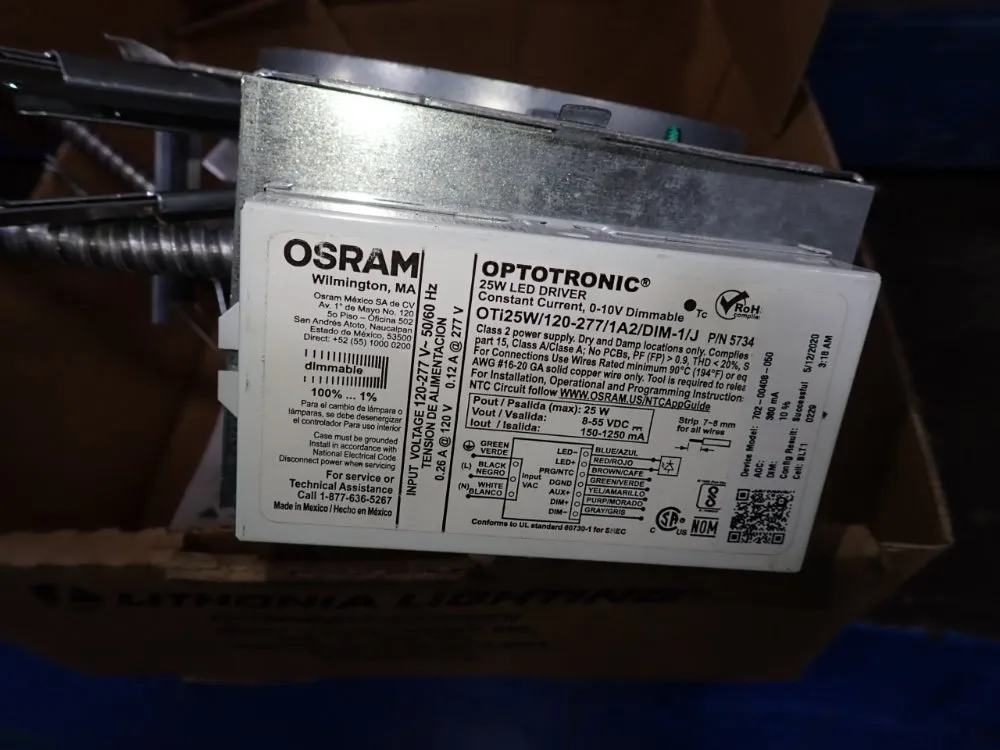 OSRAM
Wilmington, MA
Osram México SA de CV
Av. 1° de Mayo No. 120
5o Piso – Oficina 502
San Andrés Atoto, Naucalpan
Estado de México, 53500
Direct: +52 (55) 1000 0200
dimmable
100% ... 1%
Para el cambio de lámpara o
lámparas, se debe desenergizar
el controlador Para uso interior
Case must be grounded
Install in accordance with
National Electrical Code
Disconnect power when servicing
For service or
Technical Assistance
Call 1-877-636-5267
Made in Mexico / Hecho en México
INPUT VOLTAGE 120-277 V~ 50/60 Hz
TENSIÓN DE ALIMENTACION
0.26 A @ 120 V 0.12 A @ 277 V
OPTOTRONIC®
25W LED DRIVER
Constant Current, 0-10V Dimmable
Tc
RoHS
compliant
OTi25W/120-277/1A2/DIM-1/J P/N 5734
Class 2 power supply. Dry and Damp locations only. Complies
part 15, Class A/Class A; No PCBs, PF (FP) > 0.9, THD < 20%, S
For Connections Use Wires Rated minimum 90°C (194°F) or eq
AWG #16-20 GA solid copper wire only. Tool is required to relea
For Installation, Operational and Programming Instruction
NTC Circuit follow WWW.OSRAM.US/NTCAppGuide
Pout / Psalida (max): 25 W
Vout / Vsalida: 8-55 VDC
Iout / Isalida: 150-1250 mA
Strip 7~8 mm
for all wires
GREEN
VERDE
(L) BLACK
NEGRO
(N) WHITE
BLANCO
Input
VAC
LED– BLUE/AZUL
LED+ RED/ROJO
PRG/NTC BROWN/CAFE
DGND GREEN/VERDE
AUX+ YEL/AMARILLO
DIM+ PURP/MORADO
DIM– GRAY/GRIS
Conforms to UL standard 60730-1 for SREC
C US
NOM
Device Model: 702-00408-050
AOC: 360 mA
MIM: 10 %
Config Result: Successful
Cell: BLT1 0229
5/12/2020
3:18 AM
LITHONIA LIGHTING